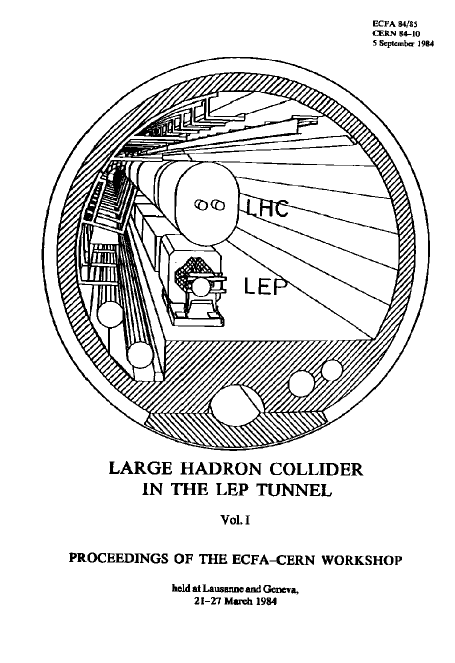 ECFA 84/85
CERN 84-10
5 September 1984
LHC
LEP
LARGE HADRON COLLIDER
IN THE LEP TUNNEL
Vol. I
PROCEEDINGS OF THE ECFA–CERN WORKSHOP
held at Lausanne and Geneva,
21–27 March 1984